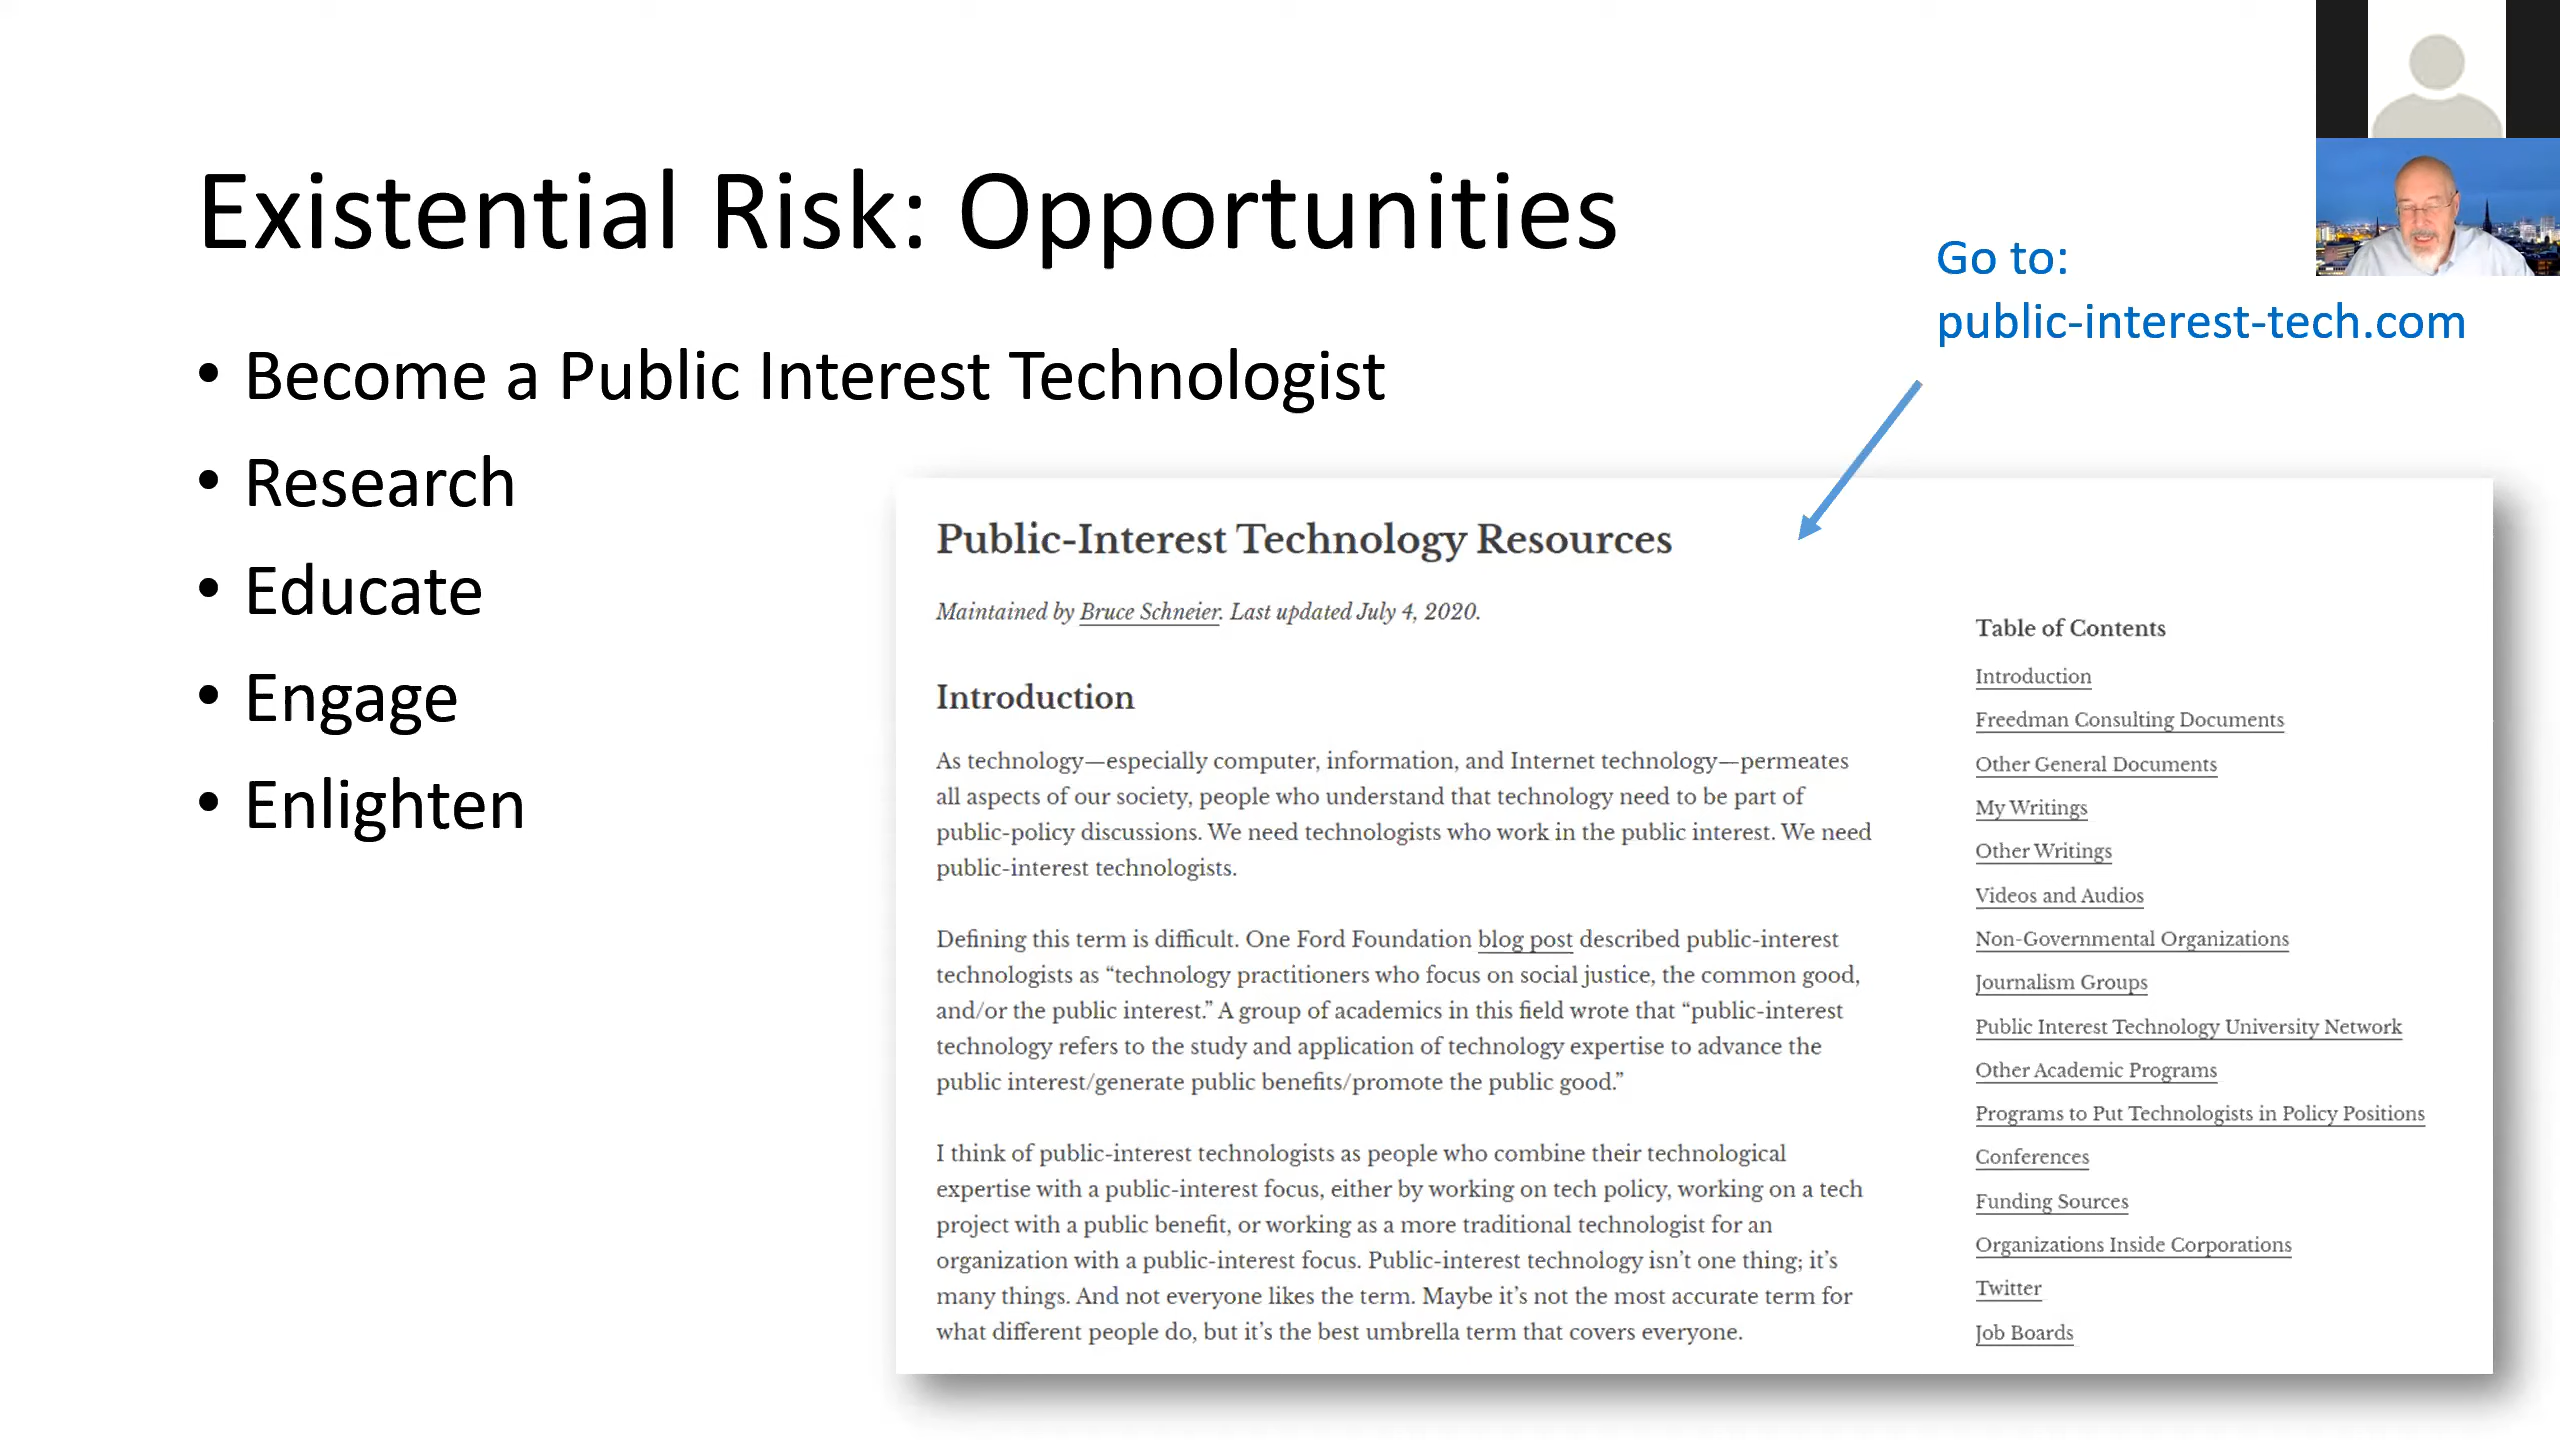 Existential Risk: Opportunities
Go to:
public-interest-tech.com
• Become a Public Interest Technologist
• Research
• Educate
• Engage
• Enlighten
Public-Interest Technology Resources
Maintained by Bruce Schneier. Last updated July 4, 2020.
Introduction
As technology—especially computer, information, and Internet technology—permeates
all aspects of our society, people who understand that technology need to be part of
public-policy discussions. We need technologists who work in the public interest. We need
public-interest technologists.
Defining this term is difficult. One Ford Foundation blog post described public-interest
technologists as “technology practitioners who focus on social justice, the common good,
and/or the public interest.” A group of academics in this field wrote that “public-interest
technology refers to the study and application of technology expertise to advance the
public interest/generate public benefits/promote the public good.”
I think of public-interest technologists as people who combine their technological
expertise with a public-interest focus, either by working on tech policy, working on a tech
project with a public benefit, or working as a more traditional technologist for an
organization with a public-interest focus. Public-interest technology isn’t one thing; it’s
many things. And not everyone likes the term. Maybe it’s not the most accurate term for
what different people do, but it’s the best umbrella term that covers everyone.
Table of Contents
Introduction
Freedman Consulting Documents
Other General Documents
My Writings
Other Writings
Videos and Audios
Non-Governmental Organizations
Journalism Groups
Public Interest Technology University Network
Other Academic Programs
Programs to Put Technologists in Policy Positions
Conferences
Funding Sources
Organizations Inside Corporations
Twitter
Job Boards